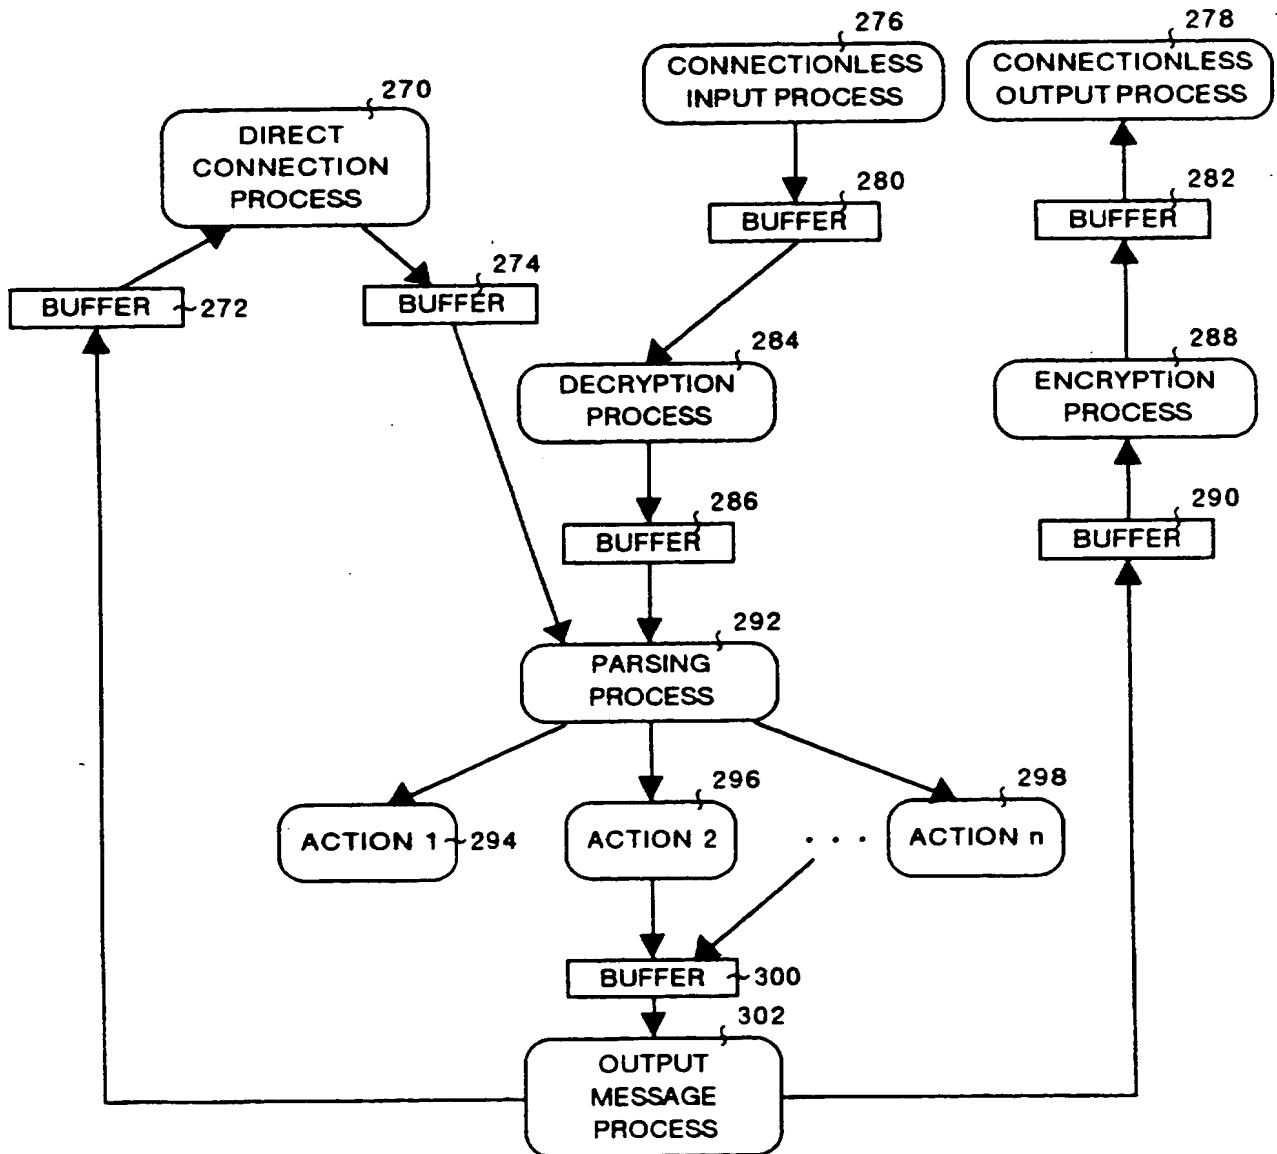 276
278
CONNECTIONLESS
INPUT PROCESS
CONNECTIONLESS
OUTPUT PROCESS
270
DIRECT
CONNECTION
PROCESS
280
BUFFER
282
BUFFER
274
BUFFER
BUFFER
272
284
DECRYPTION
PROCESS
288
ENCRYPTION
PROCESS
286
BUFFER
290
BUFFER
292
PARSING
PROCESS
ACTION 1
294
296
ACTION 2
. . .
298
ACTION n
BUFFER
300
302
OUTPUT
MESSAGE
PROCESS